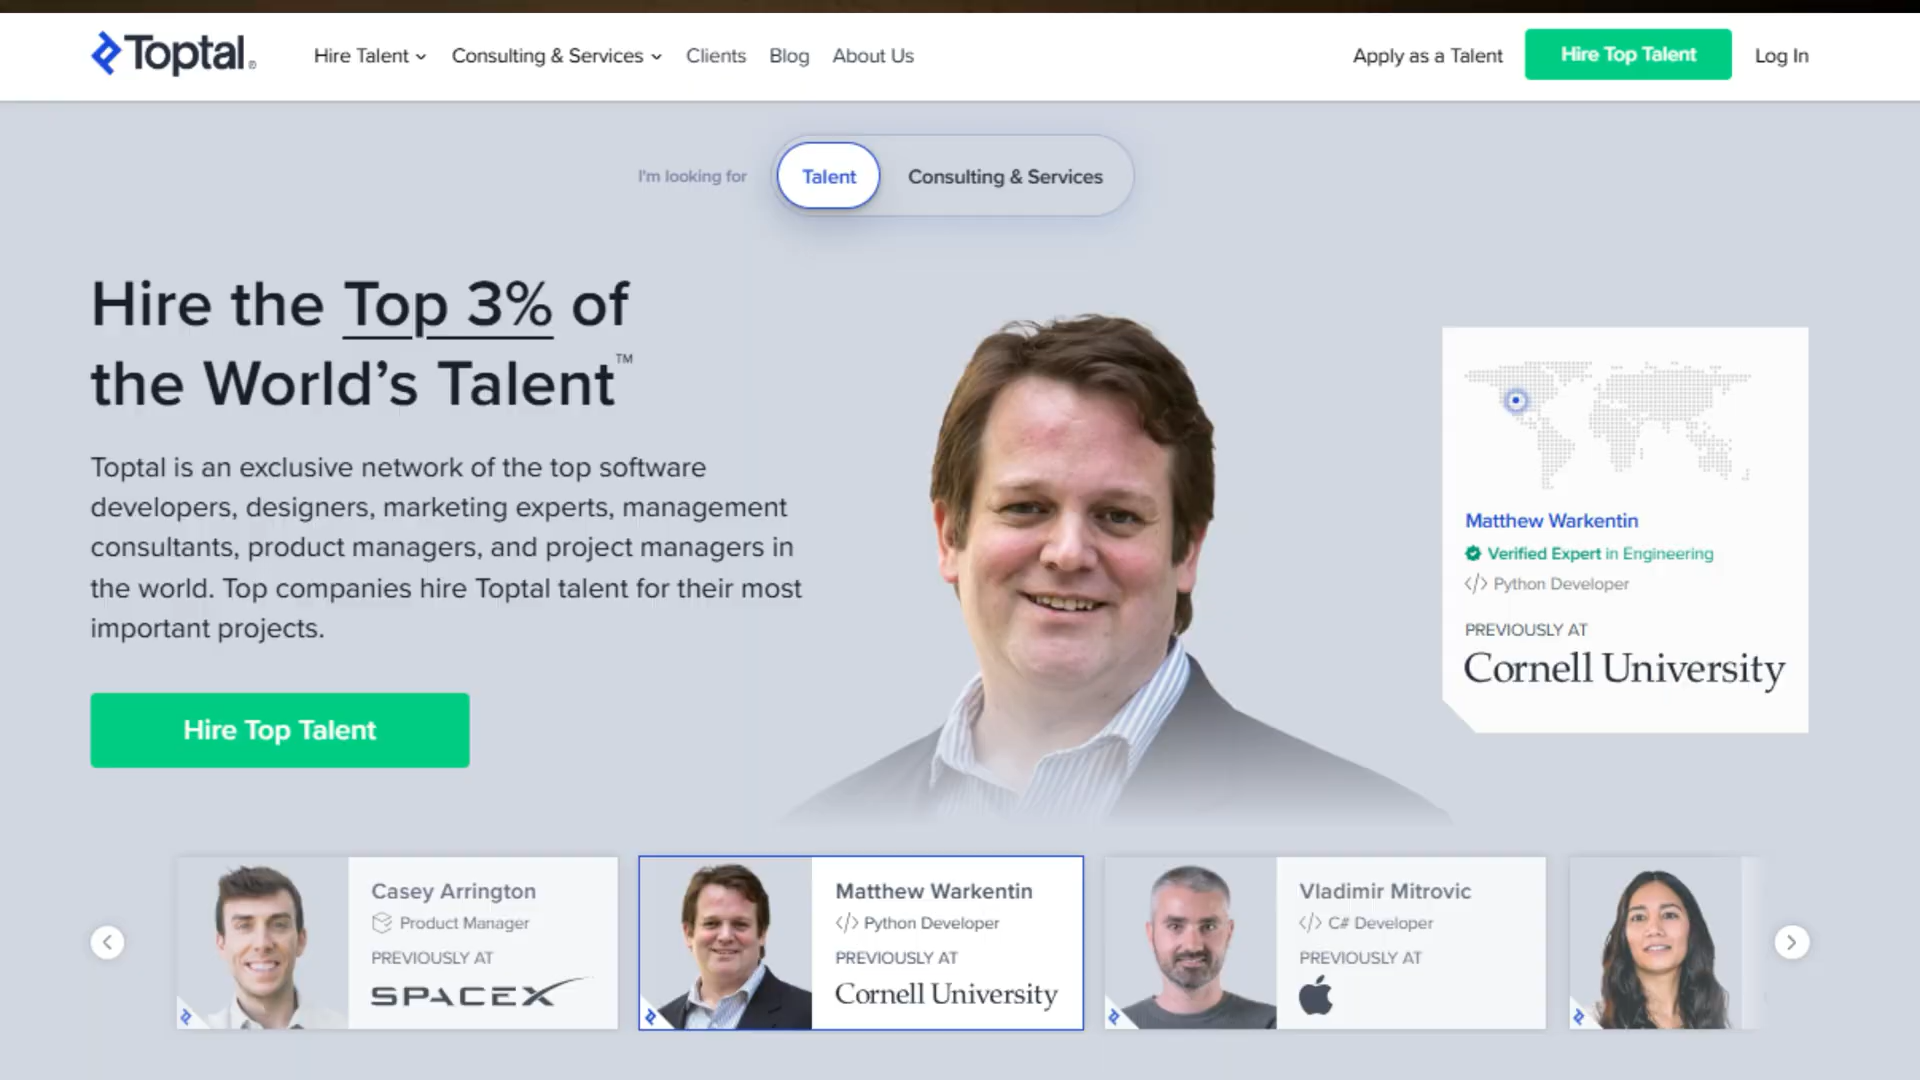 Toptal®
Hire Talent
Consulting & Services
Clients
Blog
About Us
Apply as a Talent
Hire Top Talent
Log In
I'm looking for
Talent
Consulting & Services
Hire the Top 3% of
the World’s Talent™
Toptal is an exclusive network of the top software
developers, designers, marketing experts, management
consultants, product managers, and project managers in
the world. Top companies hire Toptal talent for their most
important projects.
Hire Top Talent
Matthew Warkentin
Verified Expert in Engineering
</> Python Developer
PREVIOUSLY AT
Cornell University
Casey Arrington
Product Manager
PREVIOUSLY AT
SPACEX
Matthew Warkentin
</> Python Developer
PREVIOUSLY AT
Cornell University
Vladimir Mitrovic
</> C# Developer
PREVIOUSLY AT